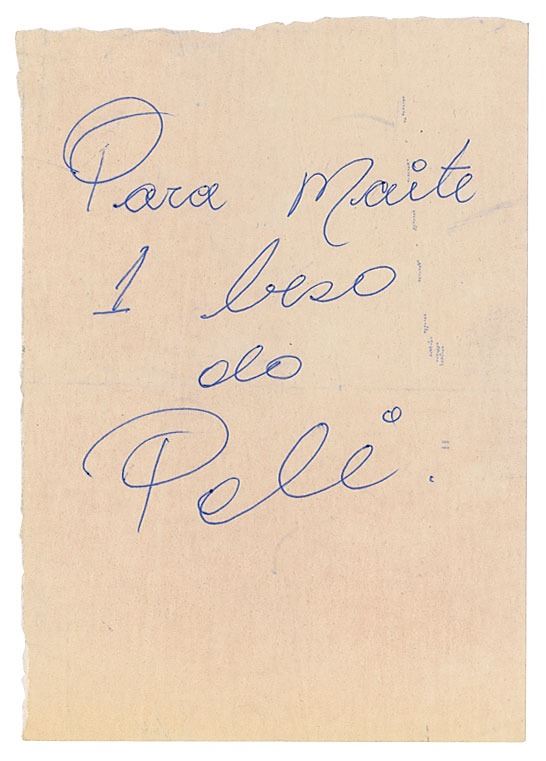 Para Maite
1 beso
do
Pelé.